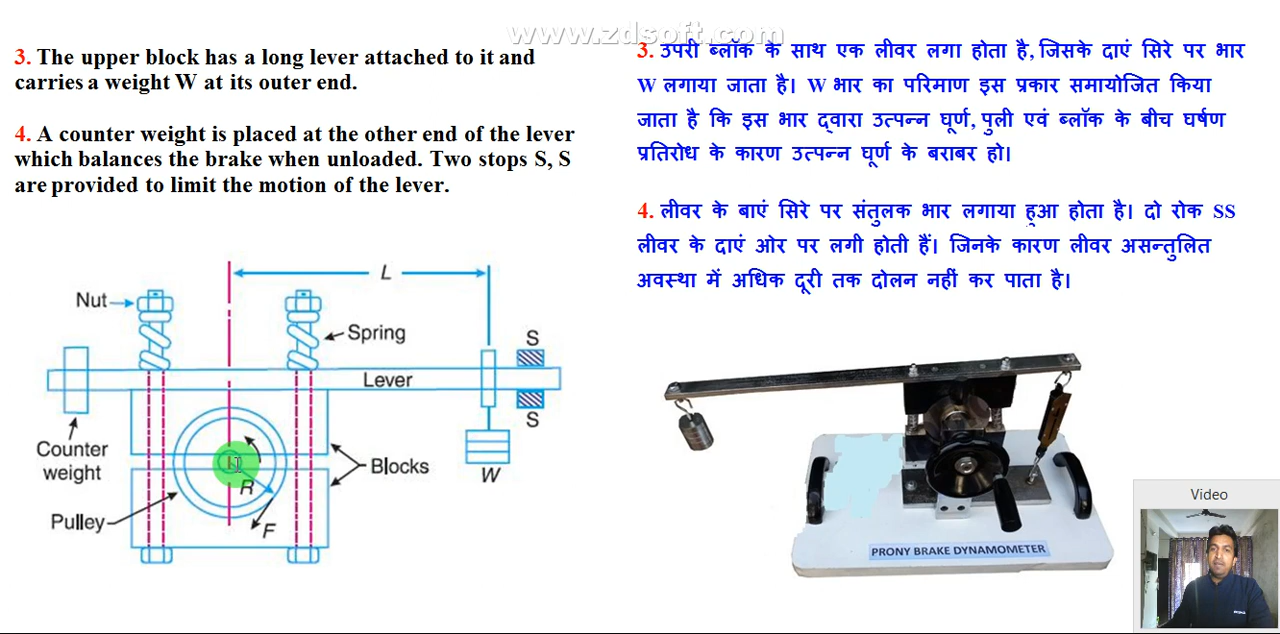 www.zdsoft.com
3. The upper block has a long lever attached to it and
carries a weight W at its outer end.
4. A counter weight is placed at the other end of the lever
which balances the brake when unloaded. Two stops S, S
are provided to limit the motion of the lever.
3. उपरी ब्लॉक के साथ एक लीवर लगा होता है, जिसके दाएं सिरे पर भार
W लगाया जाता है। W भार का परिमाण इस प्रकार समायोजित किया
जाता है कि इस भार द्वारा उत्पन्न घूर्ण, पुली एवं ब्लॉक के बीच घर्षण
प्रतिरोध के कारण उत्पन्न घूर्ण के बराबर हो।
4. लीवर के बाएं सिरे पर संतुलक भार लगाया हुआ होता है। दो रोक SS
लीवर के दाएं ओर पर लगी होती हैं। जिनके कारण लीवर असन्तुलित
अवस्था में अधिक दूरी तक दोलन नहीं कर पाता है।
L
Nut
Spring
S
Lever
S
Counter
weight
Blocks
W
R
Pulley
F
PRONY BRAKE DYNAMOMETER
Video